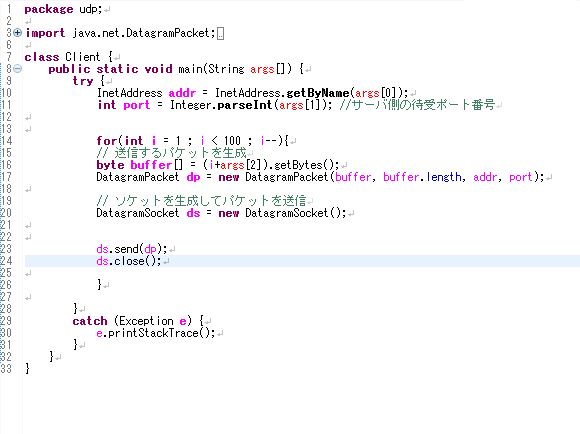 1 package udp;
2
3 import java.net.DatagramPacket;
6
7 class Client {
8 public static void main(String args[]) {
9 try {
10 InetAddress addr = InetAddress.getByName(args[0]);
11 int port = Integer.parseInt(args[1]); //サーバ側の待受ポート番号
12
13
14 for(int i = 1 ; i < 100 ; i--){
15 // 送信するパケットを生成
16 byte buffer[] = (i+args[2]).getBytes();
17 DatagramPacket dp = new DatagramPacket(buffer, buffer.length, addr, port);
18
19 // ソケットを生成してパケットを送信
20 DatagramSocket ds = new DatagramSocket();
21
22
23 ds.send(dp);
24 ds.close();
25
26 }
27
28 }
29 catch (Exception e) {
30 e.printStackTrace();
31 }
32 }
33 }